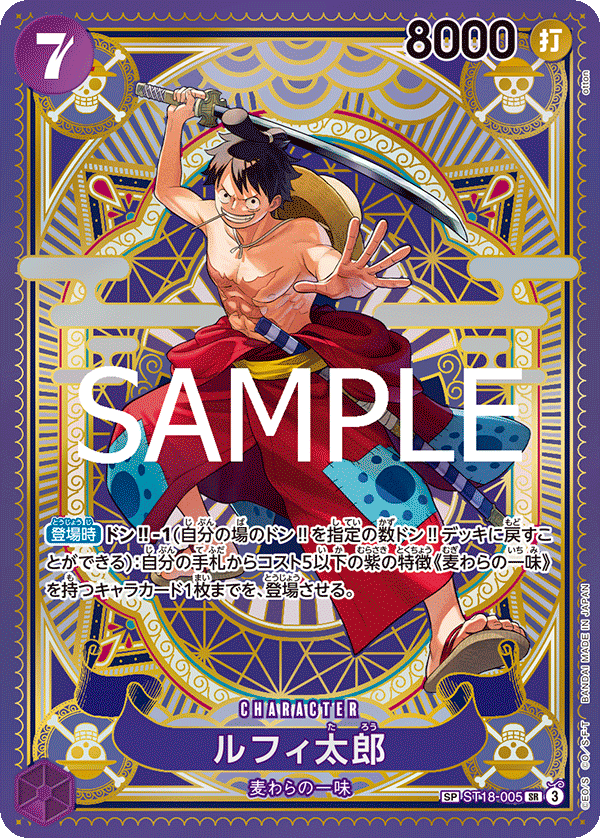 7
8000
打
otton
SAMPLE
登場時 ドン!!-1(自分の場のドン!!を指定の数ドン!!デッキに戻すこ
とができる):自分の手札からコスト5以下の紫の特徴《麦わらの一味》
を持つキャラカード1枚までを、登場させる。
CHARACTER
ルフィ太郎
麦わらの一味
SP ST18-005 SR 3
©E.O/S. ©O./S・F・T BANDAI MADE IN JAPAN